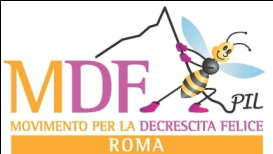 MDF
PIL
MOVIMENTO PER LA DECRESCITA FELICE
ROMA